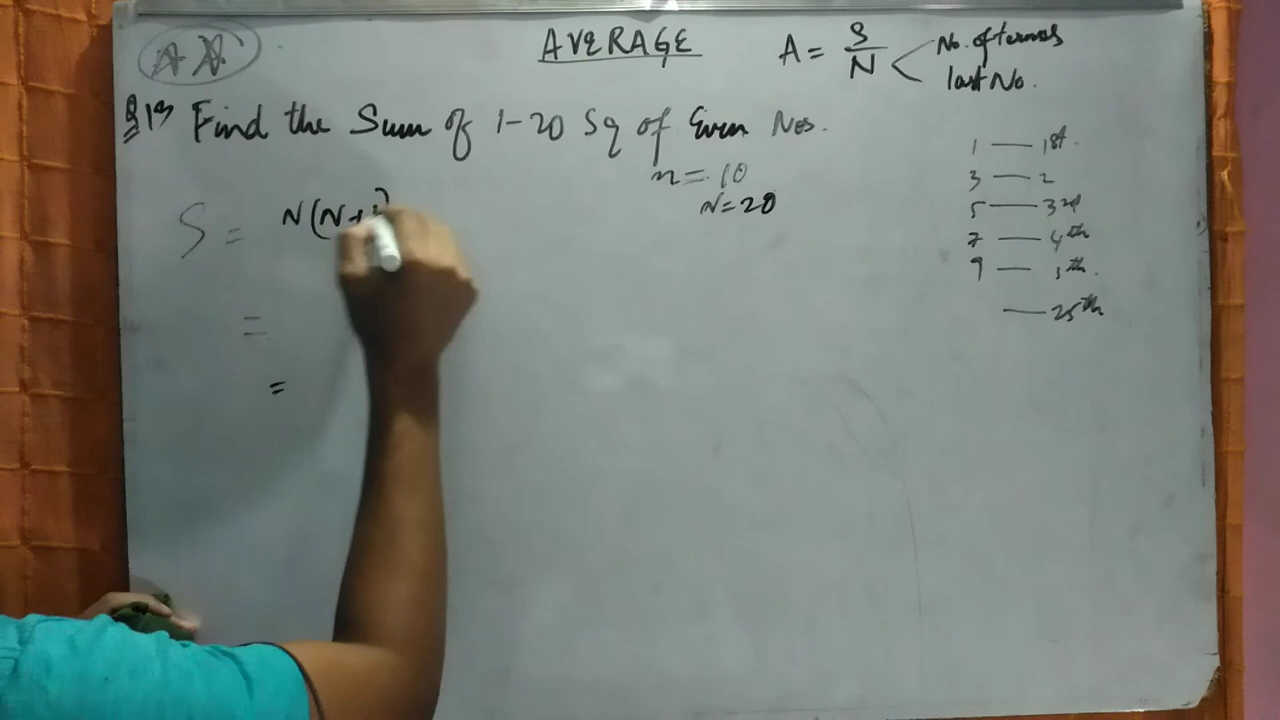 AVERAGE
A = S/N < No. of terms
last No.
Find the Sum of 1-20 Sq of Even Nos.
n = 10
N = 20
S = N(N+1)
=
=
1 — 1st.
3 — 2
5 — 3rd
7 — 4th
9 — 5th.
— 25th